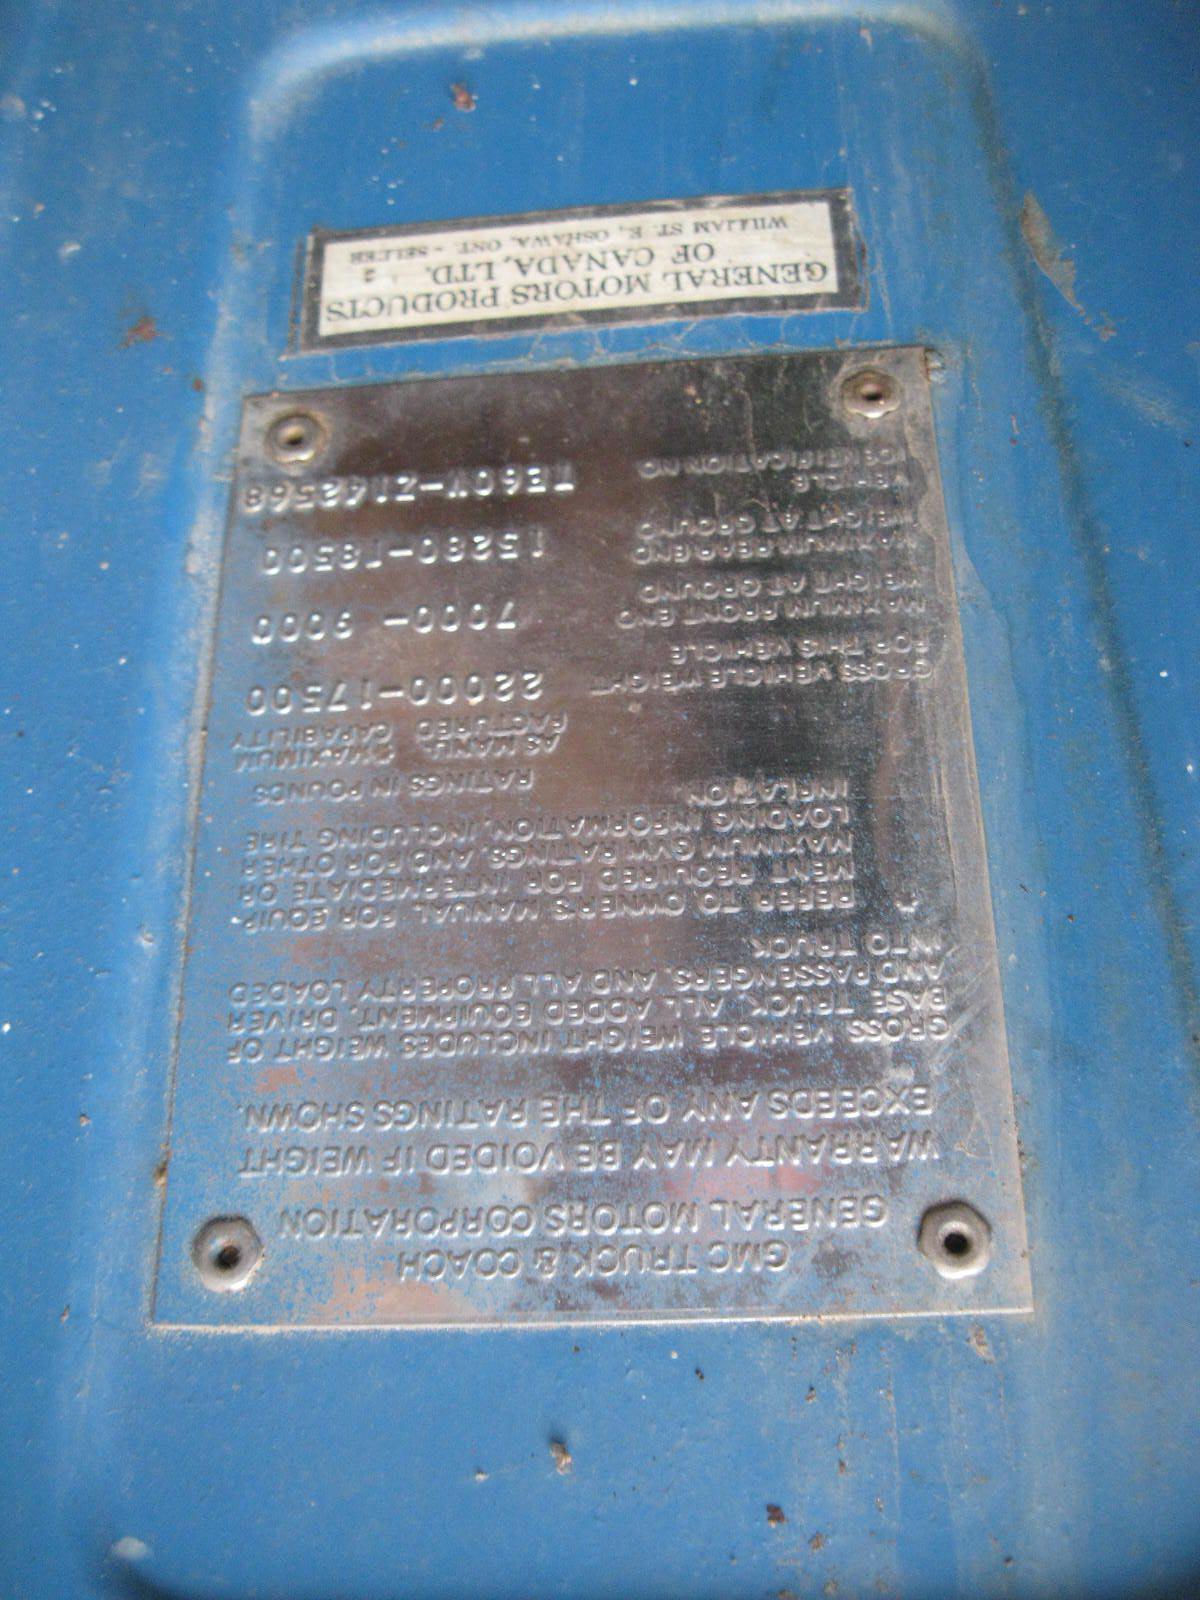 GMC TRUCK & COACH
GENERAL MOTORS CORPORATION
WARRANTY MAY BE VOIDED IF WEIGHT
EXCEEDS ANY OF THE RATINGS SHOWN.
GROSS VEHICLE WEIGHT INCLUDES WEIGHT OF
BASE TRUCK, ALL ADDED EQUIPMENT, DRIVER
AND PASSENGERS, AND ALL PROPERTY LOADED
INTO TRUCK
* REFER TO OWNER'S MANUAL FOR EQUIP-
MENT REQUIRED FOR INTERMEDIATE OR
MAXIMUM GVW RATINGS, AND FOR OTHER
LOADING INFORMATION, INCLUDING TIRE
INFLATION.
RATINGS IN POUNDS
AS MANU- *MAXIMUM
FACTURED CAPABILITY
GROSS VEHICLE WEIGHT 22000-27500
FOR THIS VEHICLE
MAXIMUM FRONT END 7000- 9000
WEIGHT AT GROUND
MAXIMUM REAR END 15280-18500
WEIGHT AT GROUND
VEHICLE TE60V-2142568
IDENTIFICATION NO.
GENERAL MOTORS PRODUCTS
OF CANADA, LTD. 2
WILLIAM ST. E., OSHAWA, ONT. - SELLER